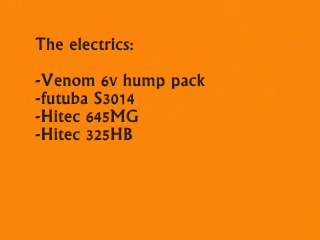 The electrics:
-Venom 6v hump pack
-futuba S3014
-Hitec 645MG
-Hitec 325HB